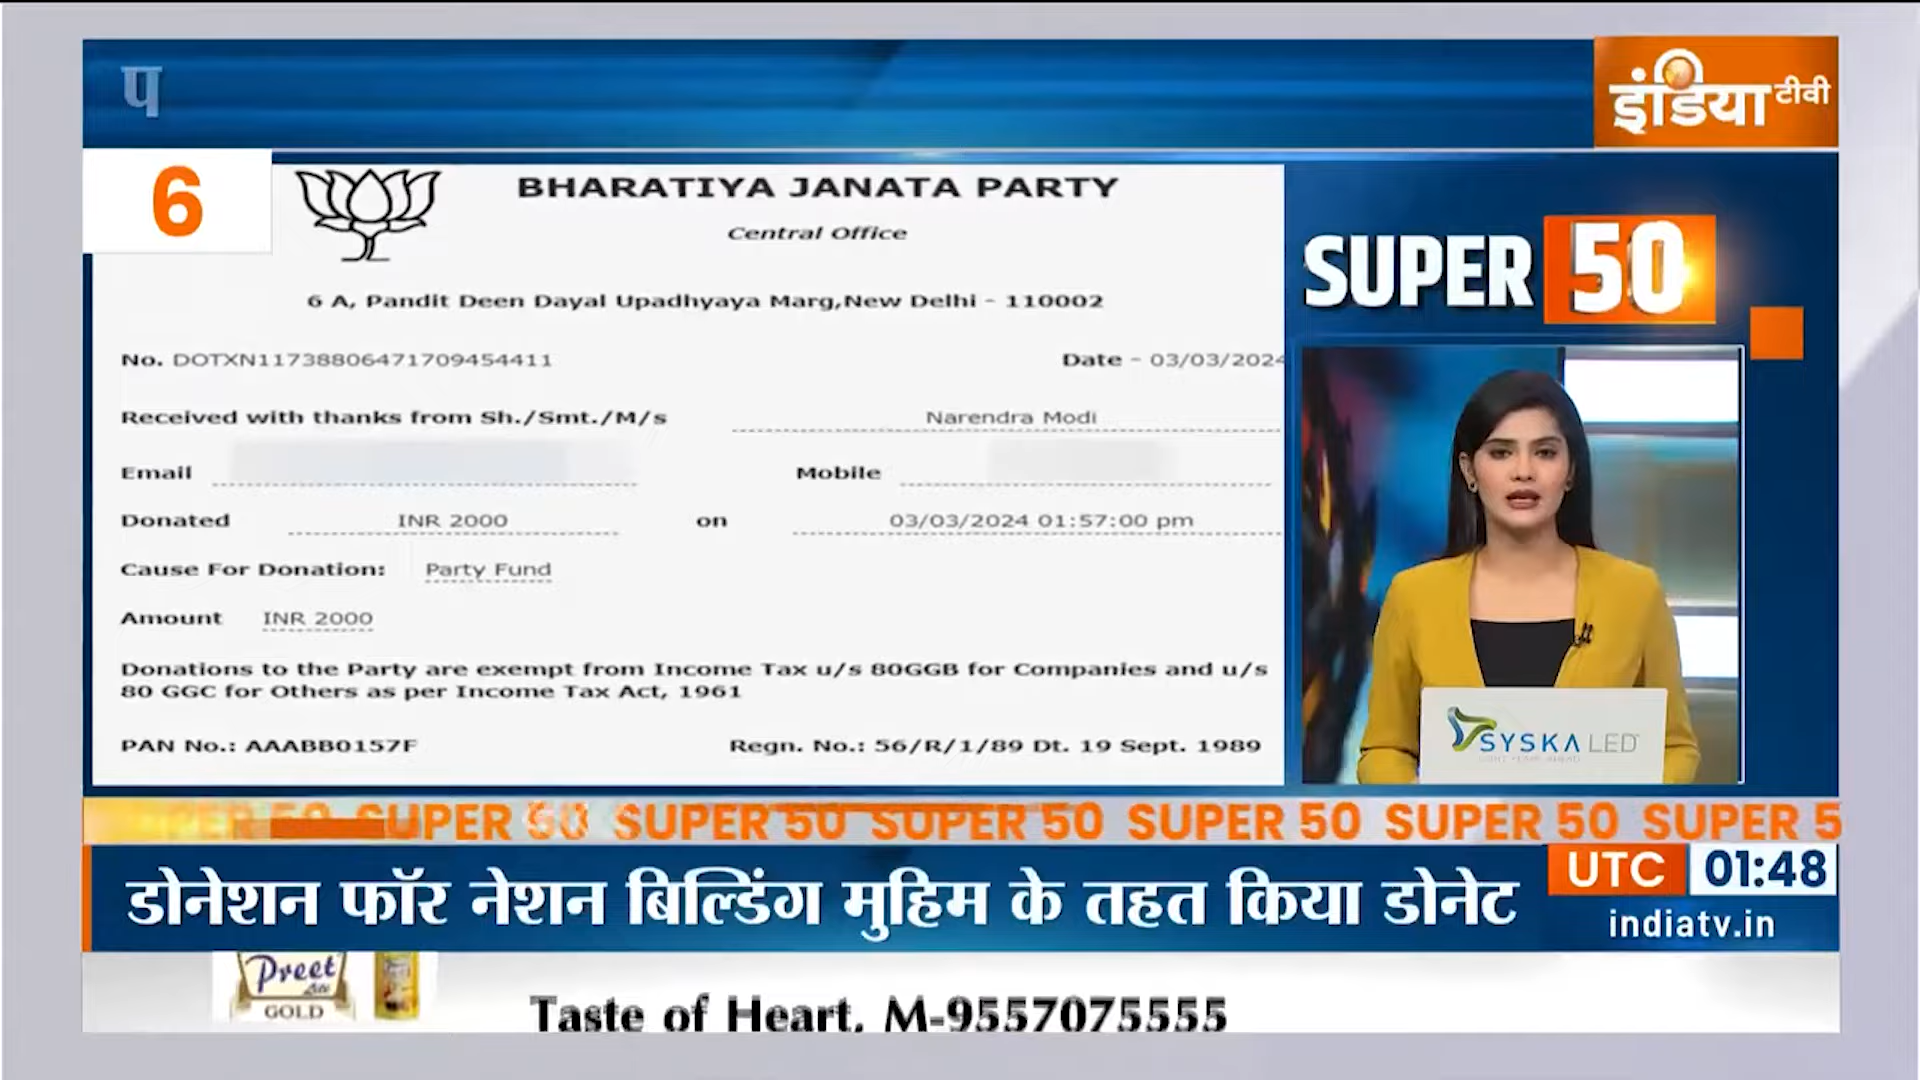 प
इंडिया टीवी
6
BHARATIYA JANATA PARTY
Central Office
6 A, Pandit Deen Dayal Upadhyaya Marg,New Delhi - 110002
No. DOTXN11738806471709454411
Date - 03/03/2024
Received with thanks from Sh./Smt./M/s Narendra Modi
Email
Mobile
Donated INR 2000 on 03/03/2024 01:57:00 pm
Cause For Donation: Party Fund
Amount INR 2000
Donations to the Party are exempt from Income Tax u/s 80GGB for Companies and u/s
80 GGC for Others as per Income Tax Act, 1961
PAN No.: AAABB0157F
Regn. No.: 56/R/1/89 Dt. 19 Sept. 1989
SUPER 50
SYSKA LED
SUPER 50 SUPER 50 SUPER 50 SUPER 50 SUPER 50 SUPER 5
डोनेशन फॉर नेशन बिल्डिंग मुहिम के तहत किया डोनेट
UTC 01:48
indiatv.in
Preet Lite
GOLD
Taste of Heart, M-9557075555